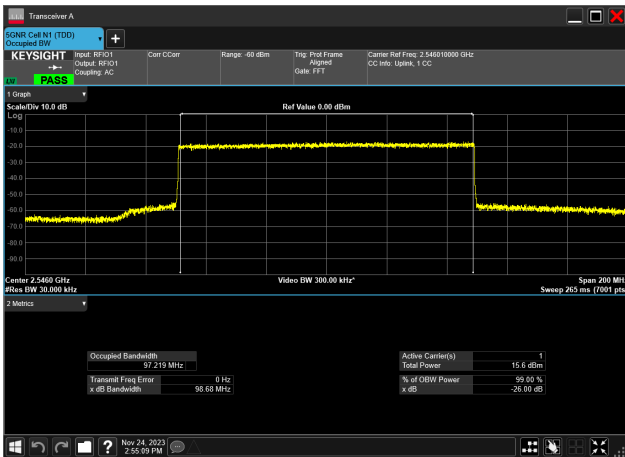 Transceiver A
5GNR Cell N1 (TDD)
Occupied BW
KEYSIGHT
LXI
PASS
Input: RFIO1
Output: RFIO1
Coupling: AC
Corr CCorr
Range: -60 dBm
Trig: Prot Frame
Aligned
Gate: FFT
Carrier Ref Freq: 2.546010000 GHz
CC Info: Uplink, 1 CC
1 Graph
Scale/Div 10.0 dB
Ref Value 0.00 dBm
Log
-10.0
-20.0
-30.0
-40.0
-50.0
-60.0
-70.0
-80.0
-90.0
Center 2.5460 GHz
Video BW 300.00 kHz*
Span 200 MH
#Res BW 30.000 kHz
Sweep 265 ms (7001 pts
2 Metrics
Occupied Bandwidth
97.219 MHz
Transmit Freq Error 0 Hz
x dB Bandwidth 98.68 MHz
Active Carrier(s) 1
Total Power 15.6 dBm
% of OBW Power 99.00 %
x dB -26.00 dB
?
Nov 24, 2023
2:55:09 PM